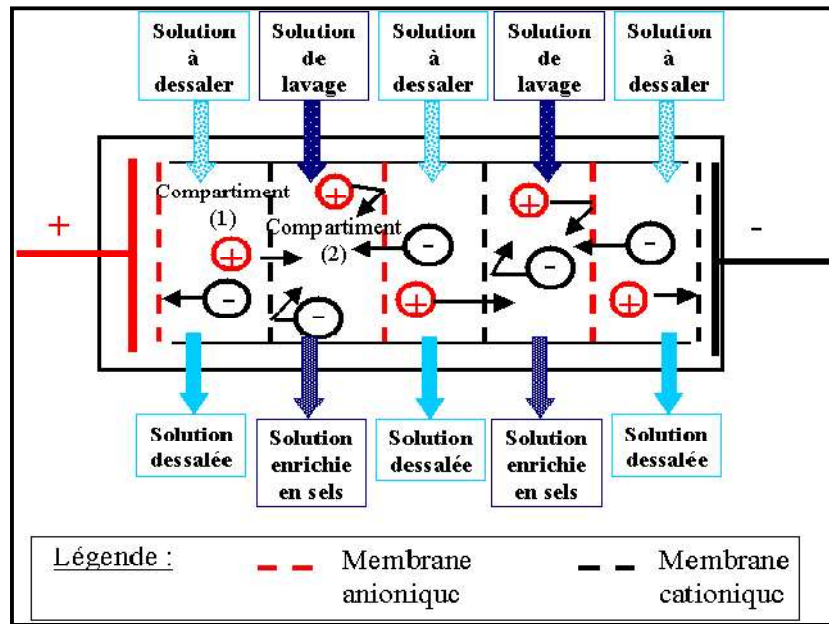 Solution
à
dessaler
Solution
de
lavage
Solution
à
dessaler
Solution
de
lavage
Solution
à
dessaler
+
Compartiment
(1)
+
-
+
Compartiment
(2)
-
-
+
+
-
-
+
-
Solution
dessalée
Solution
enrichie
en sels
Solution
dessalée
Solution
enrichie
en sels
Solution
dessalée
Légende :
Membrane
anionique
Membrane
cationique